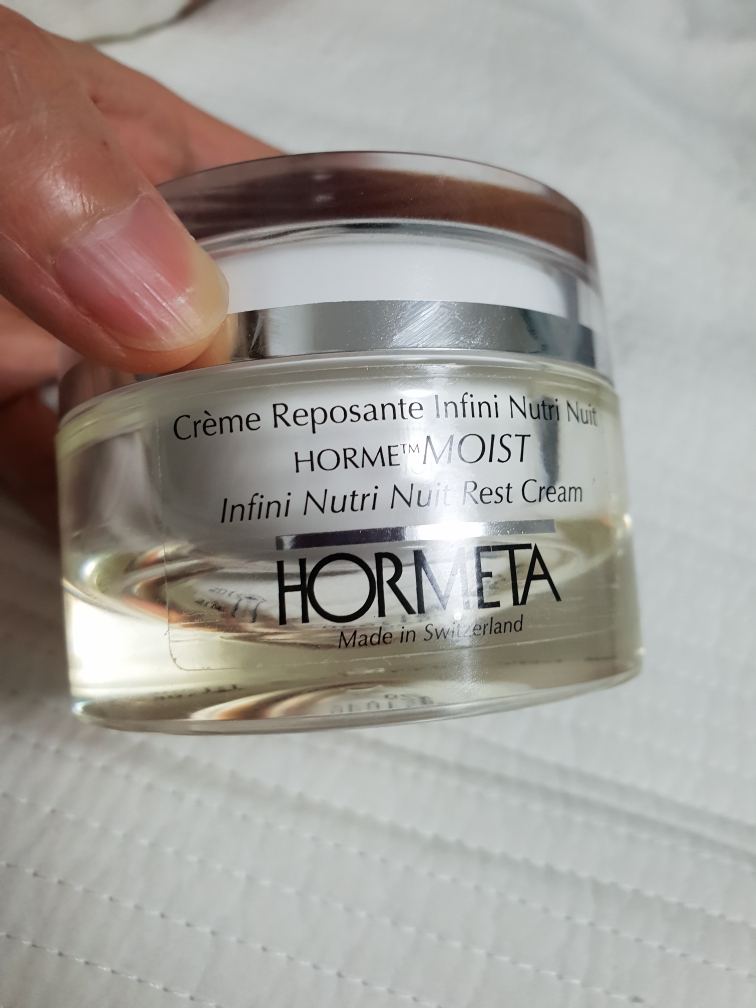 Crème Reposante Infini Nutri Nuit
HORME™MOIST
Infini Nutri Nuit Rest Cream
HORMETA
Made in Switzerland